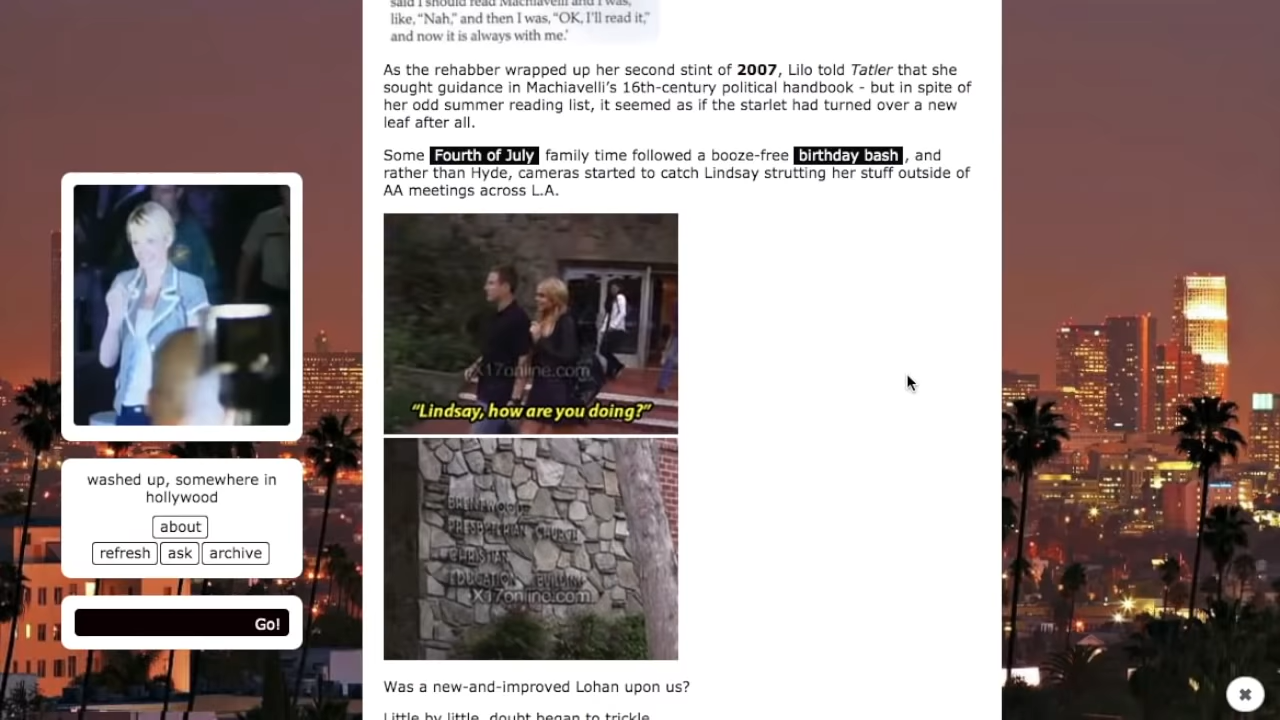 said I should read Machiavelli and I was,
like, “Nah,” and then I was, “OK, I’ll read it,”
and now it is always with me.’
As the rehabber wrapped up her second stint of 2007, Lilo told Tatler that she
sought guidance in Machiavelli’s 16th-century political handbook - but in spite of
her odd summer reading list, it seemed as if the starlet had turned over a new
leaf after all.
Some Fourth of July family time followed a booze-free birthday bash, and
rather than Hyde, cameras started to catch Lindsay strutting her stuff outside of
AA meetings across L.A.
X17online.com
“Lindsay, how are you doing?”
BRENTWOOD
PRESBYTERIAN CHURCH
CHRISTIAN
EDUCATION BUILDING
X17online.com
Was a new-and-improved Lohan upon us?
Little by little, doubt began to trickle
washed up, somewhere in
hollywood
about
refresh ask archive
Go!